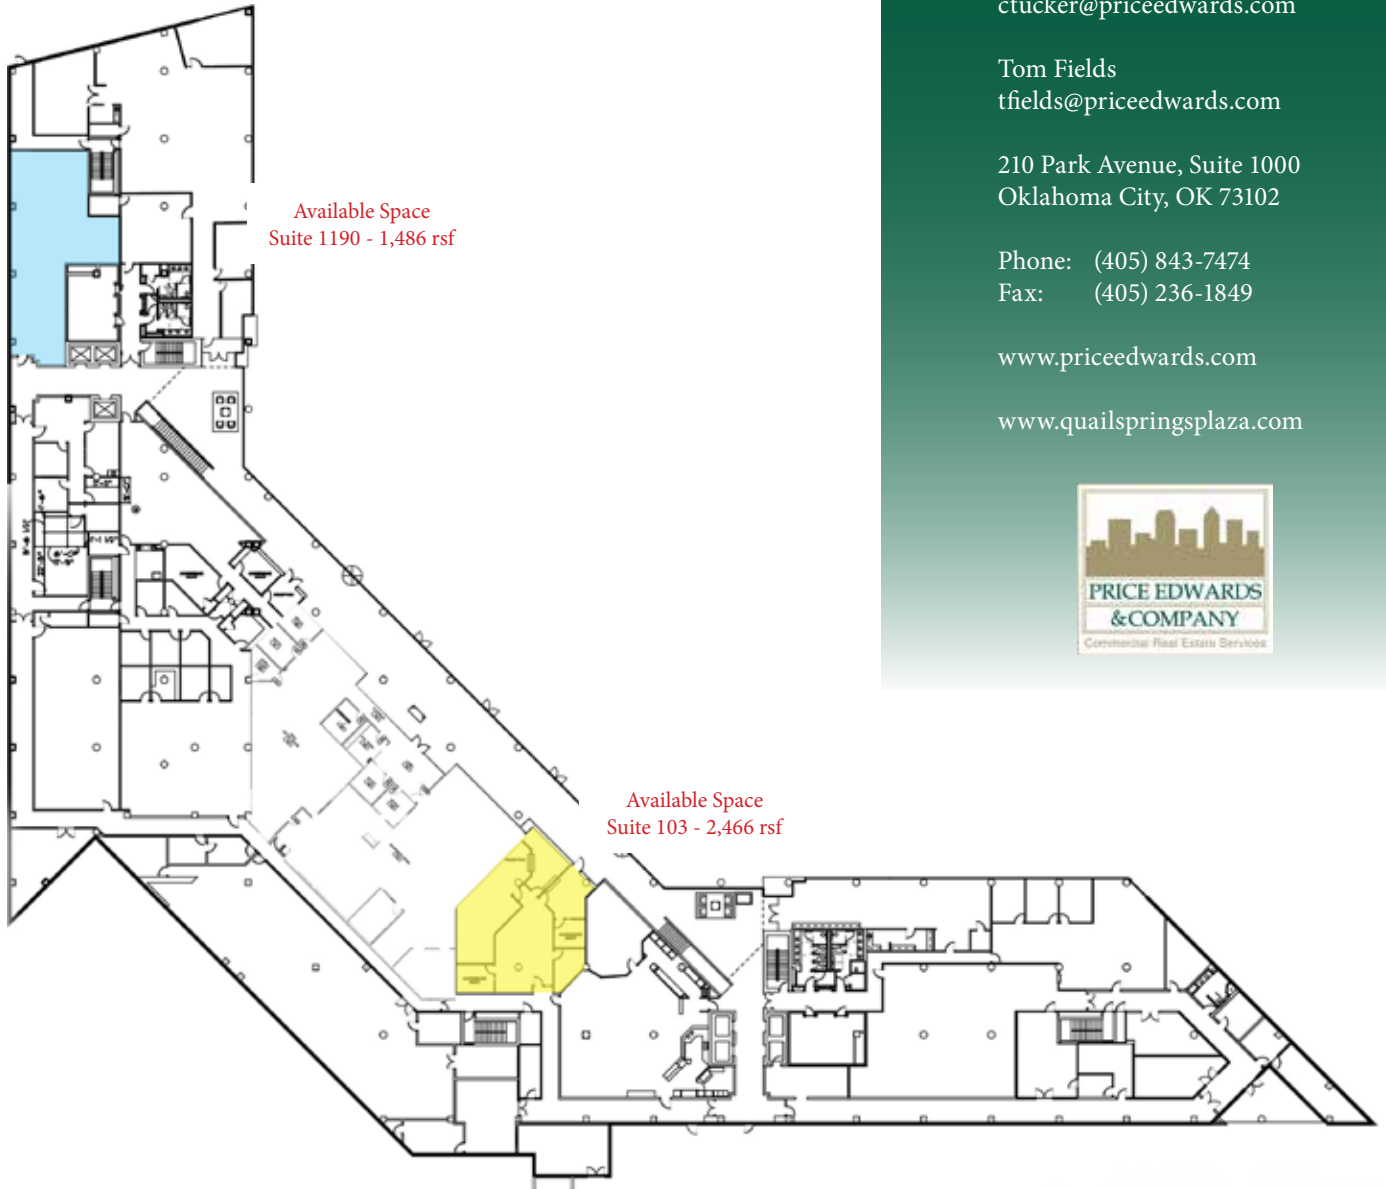 ctucker@priceedwards.com
Tom Fields
tfields@priceedwards.com
210 Park Avenue, Suite 1000
Oklahoma City, OK 73102
Phone: (405) 843-7474
Fax: (405) 236-1849
www.priceedwards.com
www.quailspringsplaza.com
PRICE EDWARDS
&COMPANY
Commercial Real Estate Services
Available Space
Suite 1190 - 1,486 rsf
Available Space
Suite 103 - 2,466 rsf